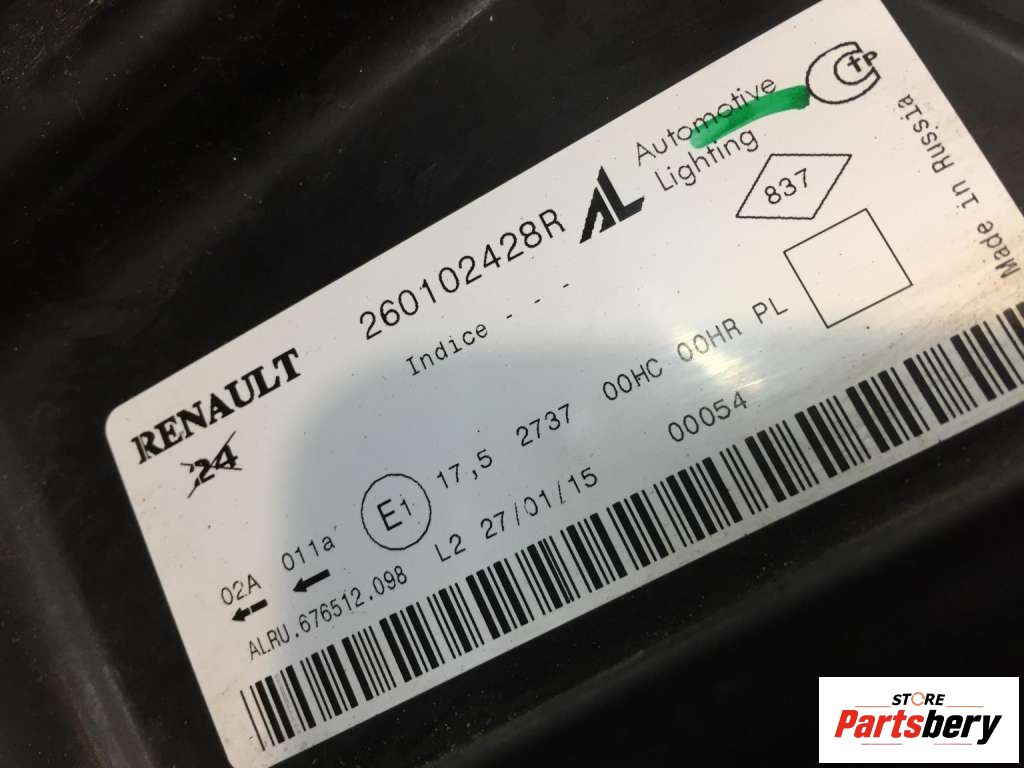 RENAULT
24
260102428R
AL
Automotive
Lighting
Indice - - -
837
Made in Russia
E1
17,5 2737 00HC 00HR PL
02A
011a
ALRU.676512.098 L2 27/01/15 00054
STORE
Partsbery